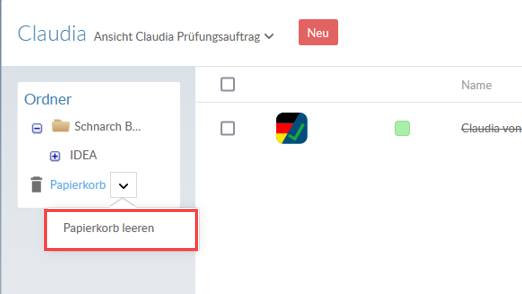 Claudia Ansicht Claudia Prüfungsauftrag Neu
Ordner
Schnarch B...
IDEA
Papierkorb
Papierkorb leeren
Name
Claudia von